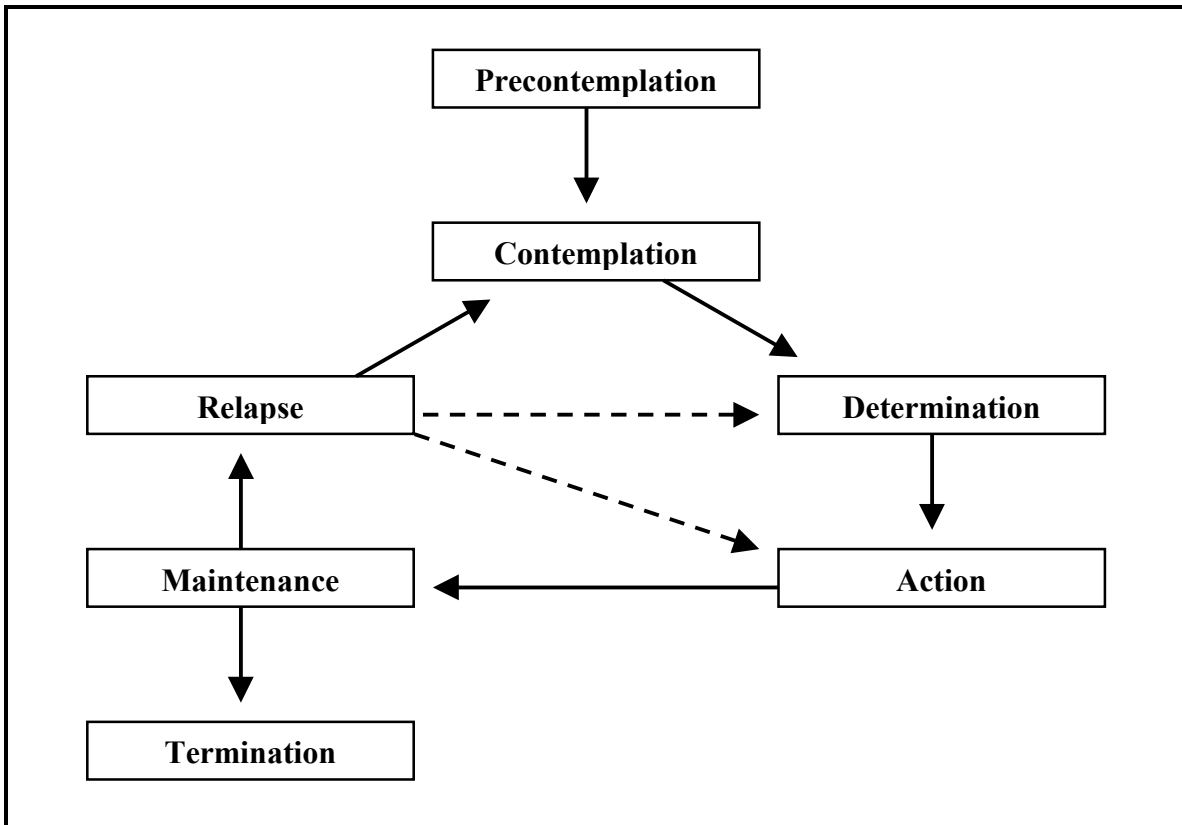 Precontemplation
Contemplation
Relapse
Determination
Maintenance
Action
Termination